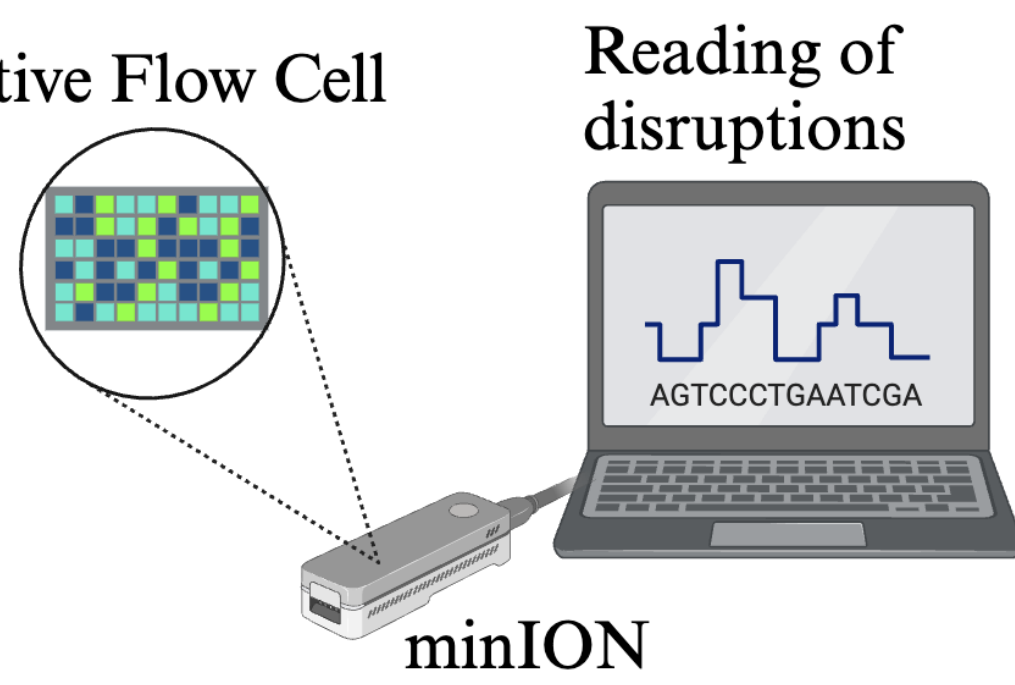 tive Flow Cell
Reading of
disruptions
AGTCCCTGAATCGA
minION